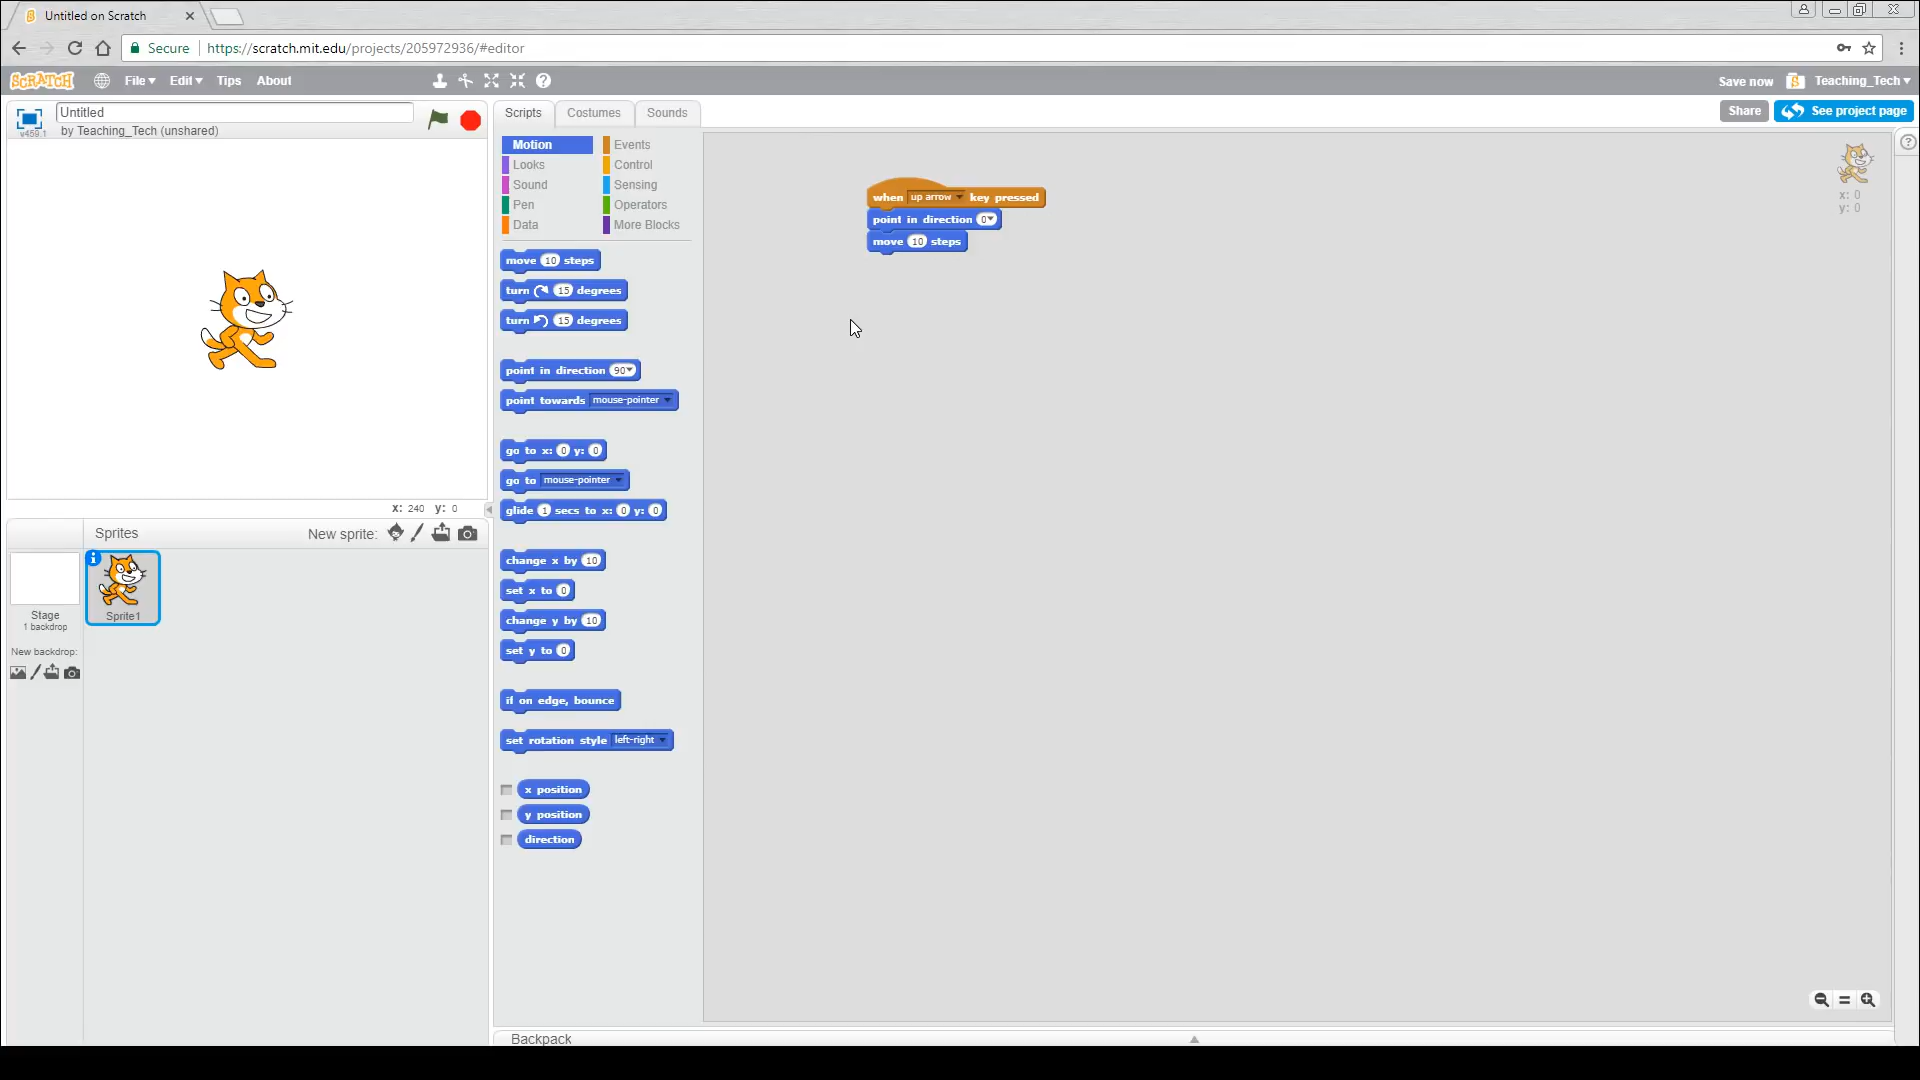 Untitled on Scratch
Secure https://scratch.mit.edu/projects/205972936/#editor
SCRATCH File Edit Tips About Save now Teaching_Tech
Share See project page
v459.1 Untitled
by Teaching_Tech (unshared)
Scripts Costumes Sounds
Motion Events
Looks Control
Sound Sensing
Pen Operators
Data More Blocks
move 10 steps
turn 15 degrees
turn 15 degrees
point in direction 90
point towards mouse-pointer
go to x: 0 y: 0
go to mouse-pointer
glide 1 secs to x: 0 y: 0
change x by 10
set x to 0
change y by 10
set y to 0
if on edge, bounce
set rotation style left-right
x position
y position
direction
when up arrow key pressed
point in direction 0
move 10 steps
x: 0
y: 0
x: 240 y: 0
Sprites New sprite:
Stage
1 backdrop
New backdrop:
Sprite1
Backpack